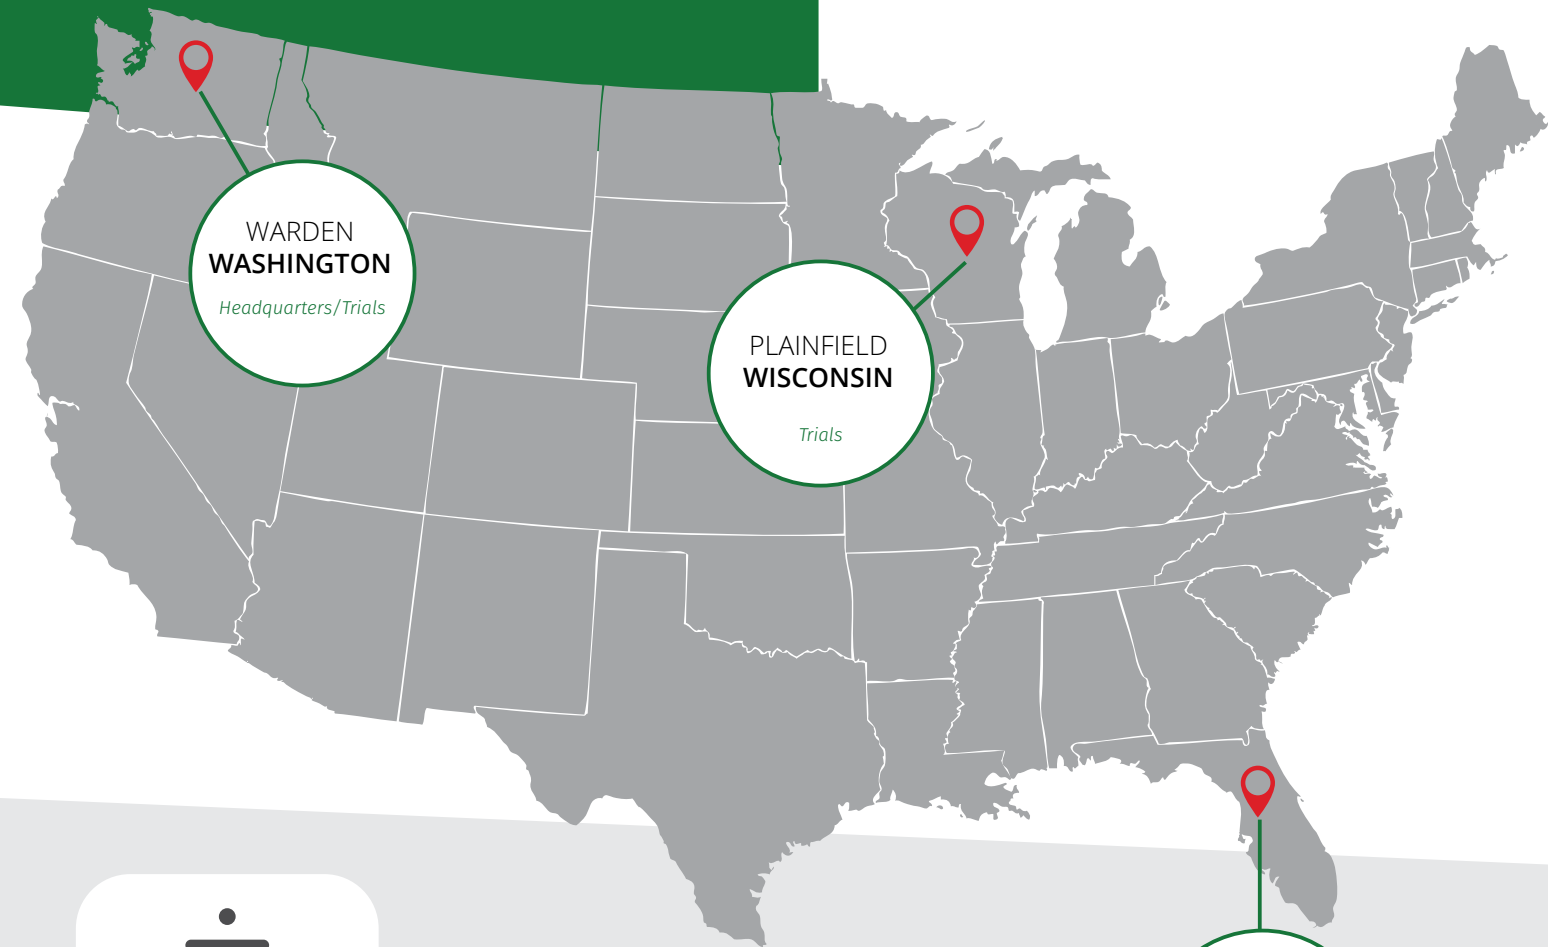 WARDEN
WASHINGTON
Headquarters/Trials
PLAINFIELD
WISCONSIN
Trials